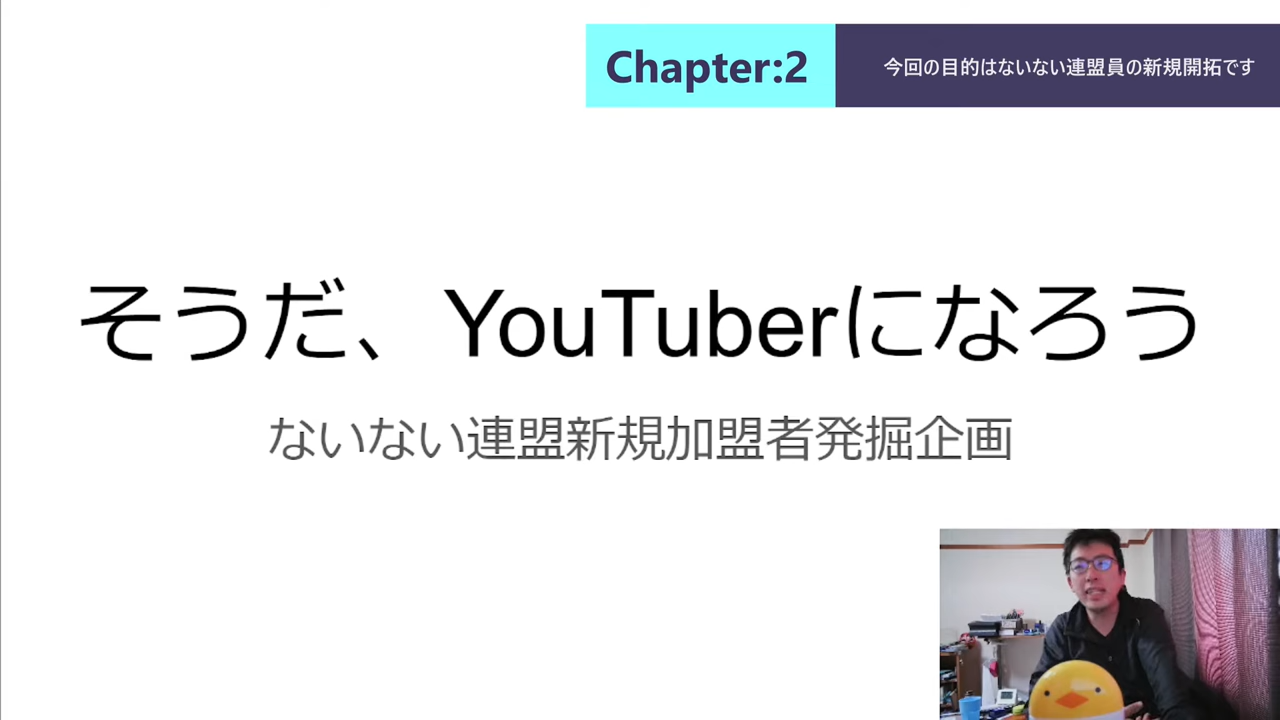 Chapter:2
今回の目的はないない連盟員の新規開拓です
そうだ、YouTuberになろう
ないない連盟新規加盟者発掘企画